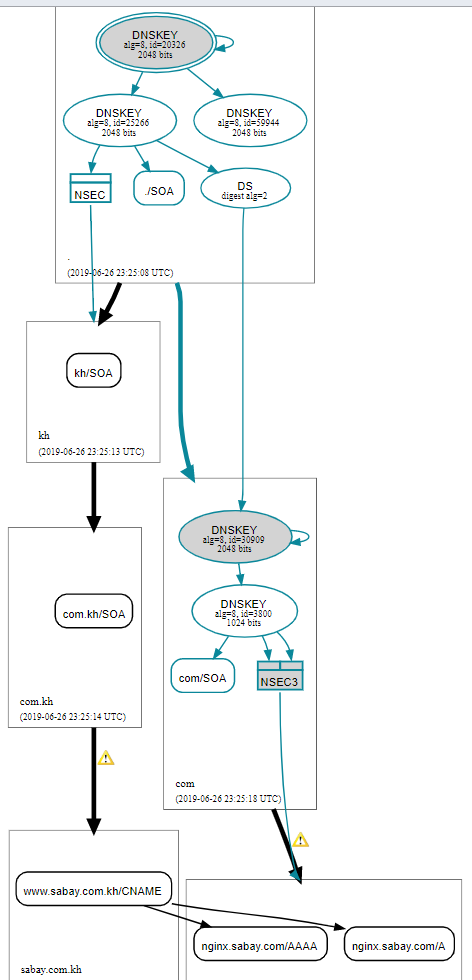 DNSKEY
alg=8, id=20326
2048 bits
DNSKEY
alg=8, id=25266
2048 bits
DNSKEY
alg=8, id=59944
2048 bits
NSEC
./SOA
DS
digest alg=2
.
(2019-06-26 23:25:08 UTC)
kh/SOA
kh
(2019-06-26 23:25:13 UTC)
DNSKEY
alg=8, id=30909
2048 bits
DNSKEY
alg=8, id=3800
1024 bits
com.kh/SOA
com/SOA
NSEC3
com.kh
(2019-06-26 23:25:14 UTC)
com
(2019-06-26 23:25:18 UTC)
www.sabay.com.kh/CNAME
nginx.sabay.com/AAAA
nginx.sabay.com/A
sabay.com.kh